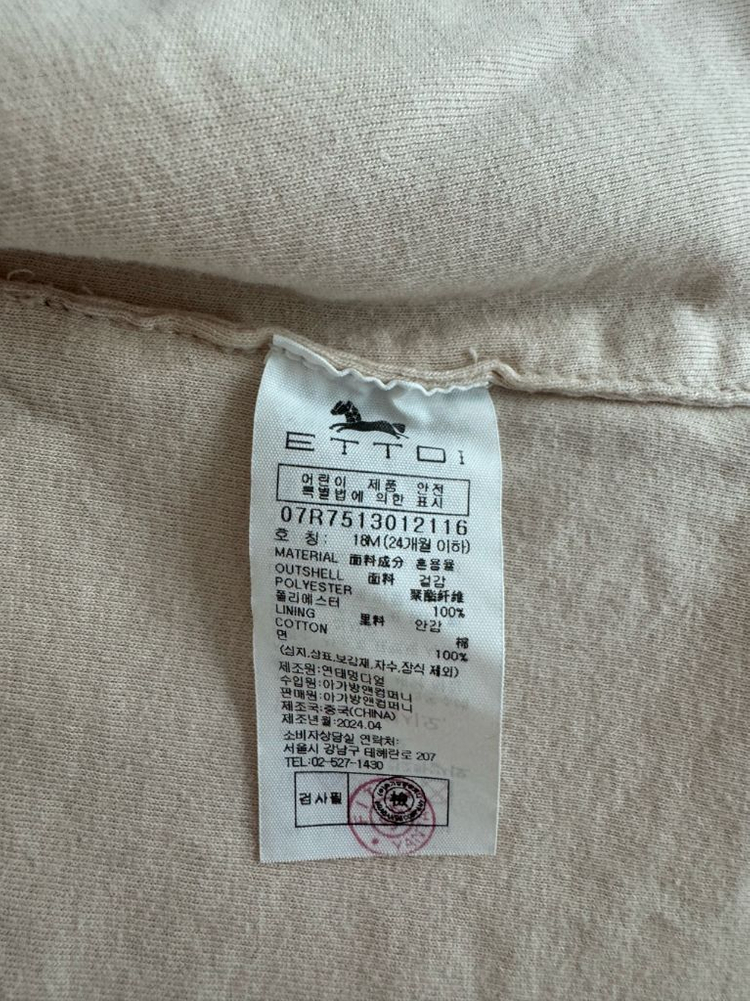 ETTOI
어린이 제품 안전
특별법에 의한 표시
07R7513012116
호 칭: 18M(24개월 이하)
MATERIAL 面料成分 혼용율
OUTSHELL 面料 겉감
POLYESTER 聚酯纤维
폴리에스터 100%
LINING 里料 안감
COTTON 棉
면 100%
(심지,상표,보강재,자수,장식 제외)
제조원:연태명디얼
수입원:아가방앤컴퍼니
판매원:아가방앤컴퍼니
제조국:중국(CHINA)
제조년월:2024.04
소비자상담실 연락처:
서울시 강남구 테헤란로 207
TEL:02-527-1430
검사필 檢